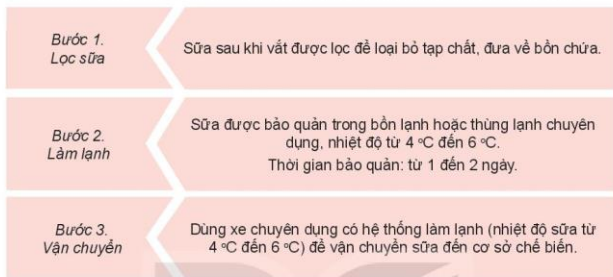 Bước 1.
Lọc sữa
Sữa sau khi vắt được lọc để loại bỏ tạp chất, đưa về bồn chứa.
Bước 2.
Làm lạnh
Sữa được bảo quản trong bồn lạnh hoặc thùng lạnh chuyên
dụng, nhiệt độ từ 4 °C đến 6 °C.
Thời gian bảo quản: từ 1 đến 2 ngày.
Bước 3.
Vận chuyển
Dùng xe chuyên dụng có hệ thống làm lạnh (nhiệt độ sữa từ
4 °C đến 6 °C) để vận chuyển sữa đến cơ sở chế biến.